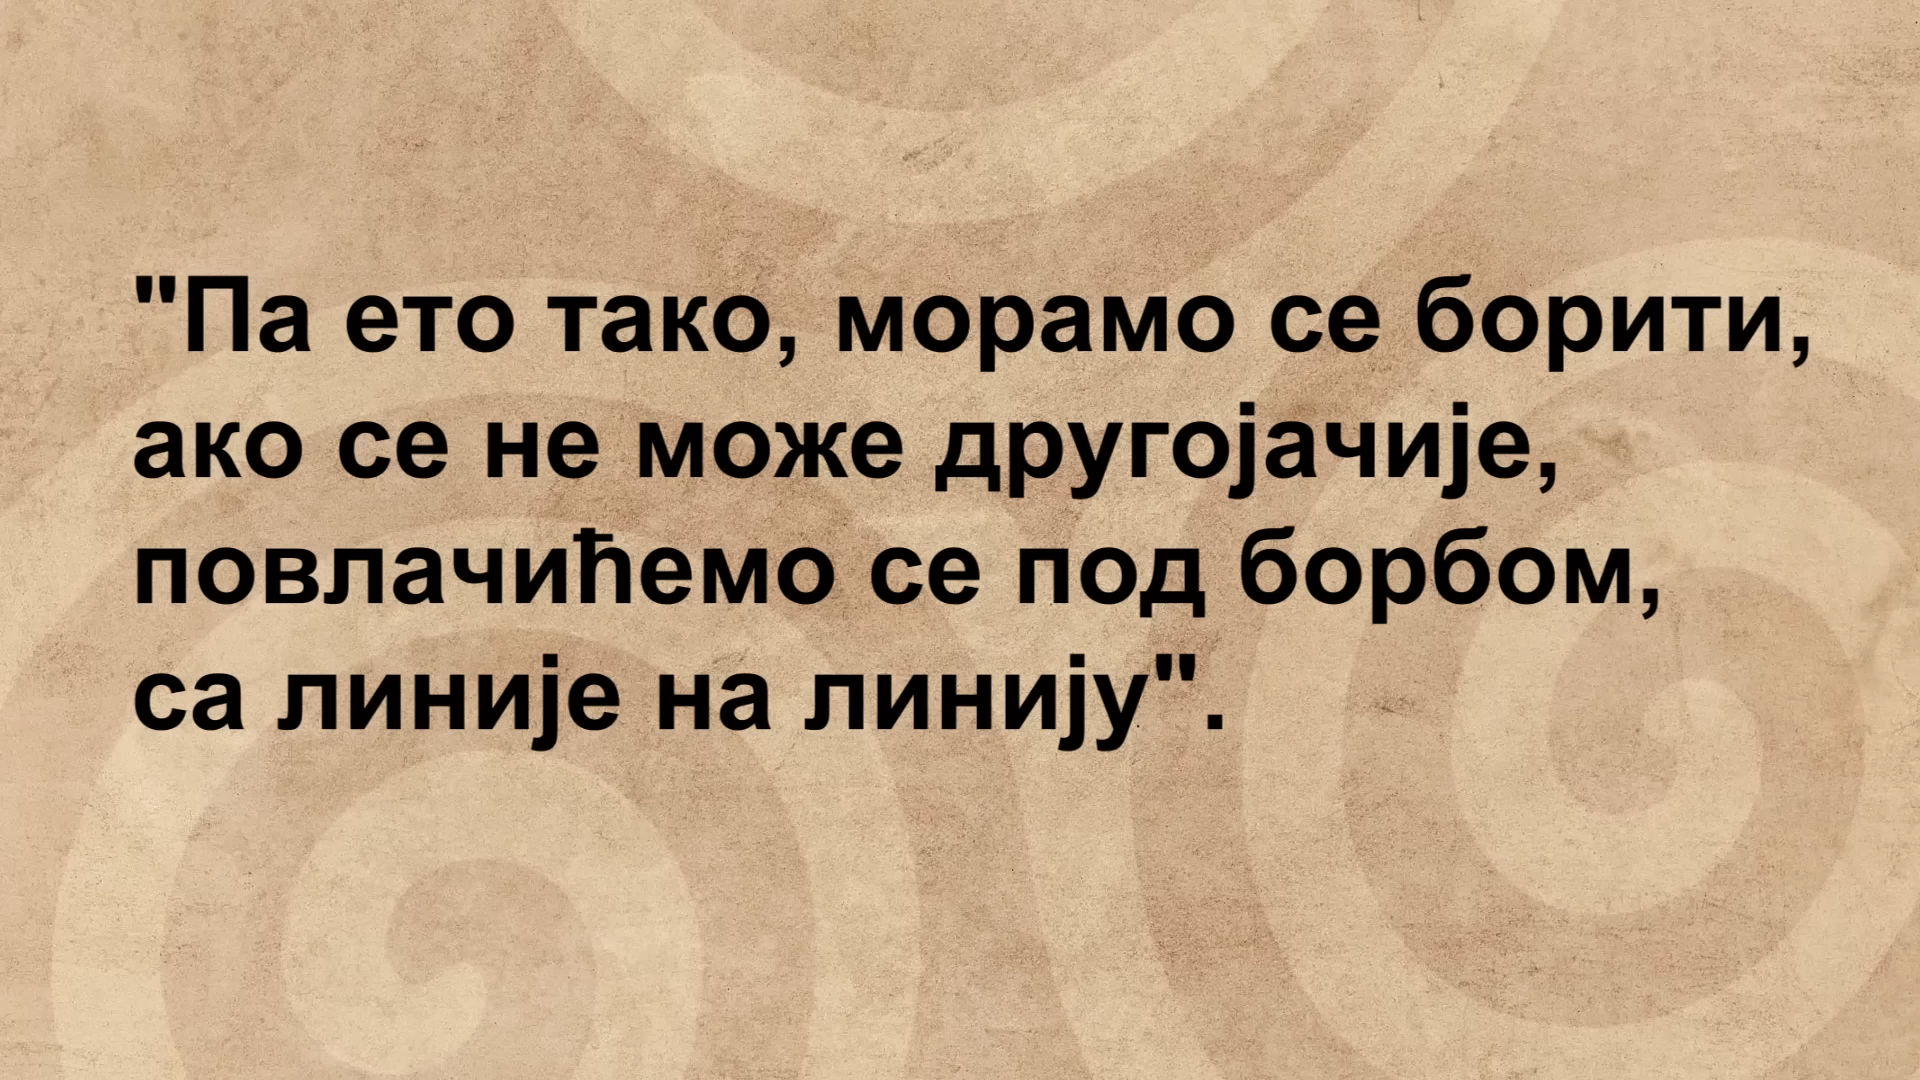 "Па ето тако, морамо се борити,
ако се не може другојачије,
повлачићемо се под борбом,
са линије на линију".